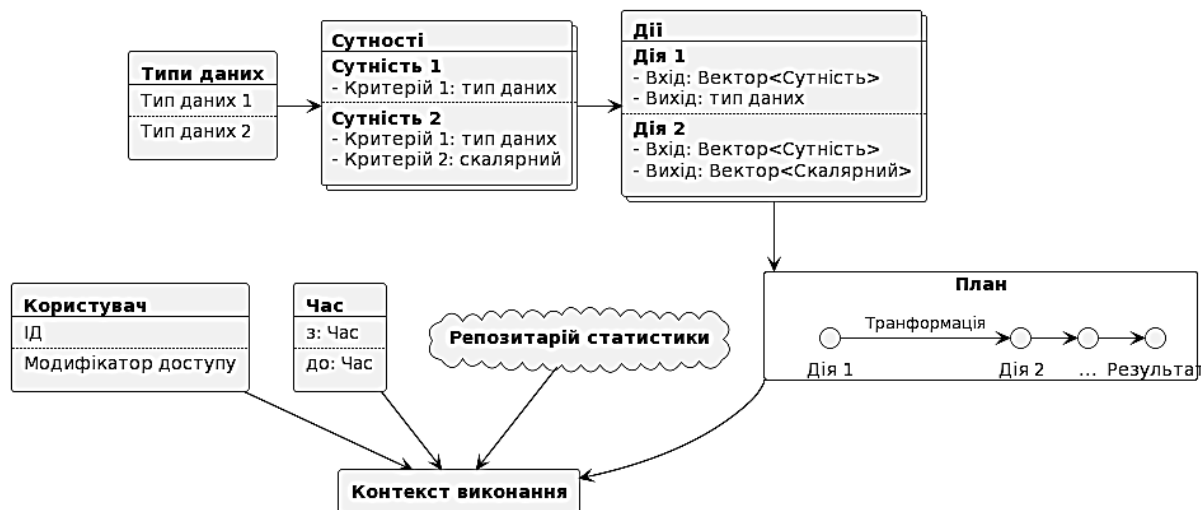 Типи даних
Тип даних 1
Тип даних 2
Сутності
Сутність 1
- Критерій 1: тип даних
Сутність 2
- Критерій 1: тип даних
- Критерій 2: скалярний
Дії
Дія 1
- Вхід: Вектор<Сутність>
- Вихід: тип даних
Дія 2
- Вхід: Вектор<Сутність>
- Вихід: Вектор<Скалярний>
Користувач
ІД
Модифікатор доступу
Час
з: Час
до: Час
Репозитарій статистики
План
Транформація
Дія 1
Дія 2
...
Результат
Контекст виконання